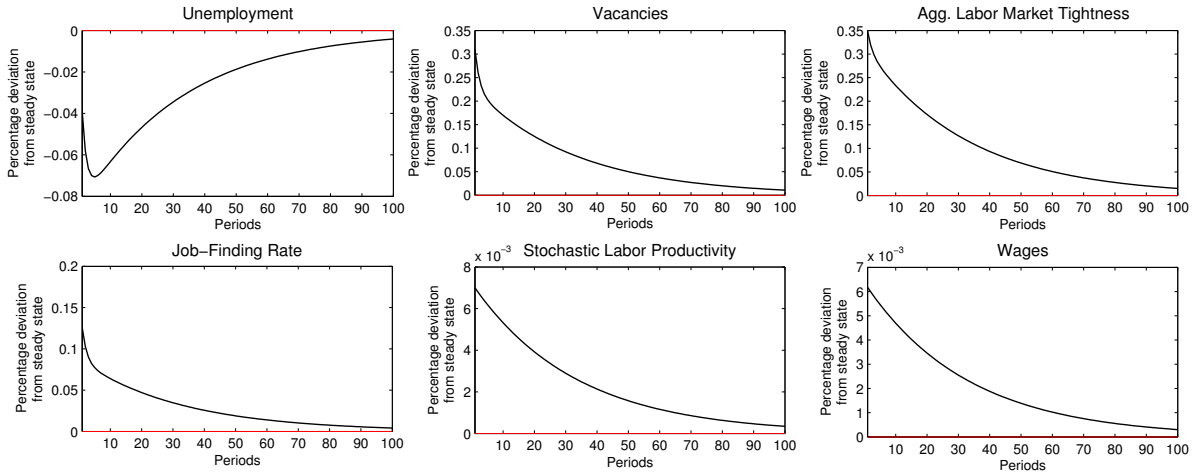 Unemployment
Percentage deviation
from steady state
0
−0.02
−0.04
−0.06
−0.08
10 20 30 40 50 60 70 80 90 100
Periods
Vacancies
Percentage deviation
from steady state
0.35
0.3
0.25
0.2
0.15
0.1
0.05
0
10 20 30 40 50 60 70 80 90 100
Periods
Agg. Labor Market Tightness
Percentage deviation
from steady state
0.35
0.3
0.25
0.2
0.15
0.1
0.05
0
10 20 30 40 50 60 70 80 90 100
Periods
Job−Finding Rate
Percentage deviation
from steady state
0.2
0.15
0.1
0.05
0
10 20 30 40 50 60 70 80 90 100
Periods
Stochastic Labor Productivity
x 10⁻³
Percentage deviation
from steady state
8
6
4
2
0
10 20 30 40 50 60 70 80 90 100
Periods
Wages
x 10⁻³
Percentage deviation
from steady state
7
6
5
4
3
2
1
0
10 20 30 40 50 60 70 80 90 100
Periods